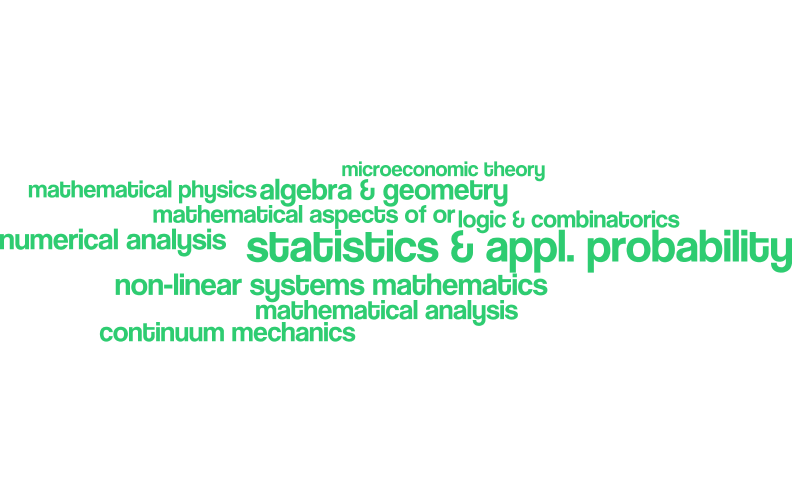 microeconomic theory
mathematical physics
algebra & geometry
mathematical aspects of or
logic & combinatorics
numerical analysis
statistics & appl. probability
non-linear systems mathematics
mathematical analysis
continuum mechanics